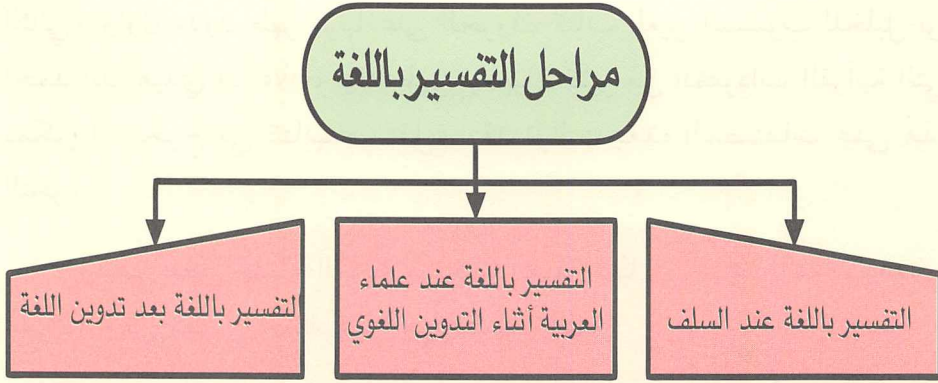 مراحل التفسير باللغة
التفسير باللغة عند السلف
التفسير باللغة عند علماء
العربية أثناء التدوين اللغوي
التفسير باللغة بعد تدوين اللغة